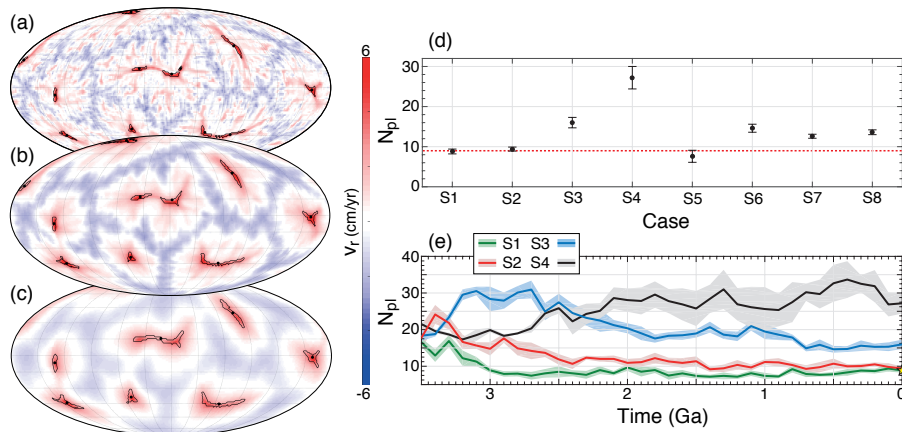 (a)
(b)
(c)
6
v_r (cm/yr)
-6
(d)
30
20
10
0
N_pl
S1 S2 S3 S4 S5 S6 S7 S8
Case
(e)
S1 S3
S2 S4
40
30
20
10
N_pl
3 2 1 0
Time (Ga)